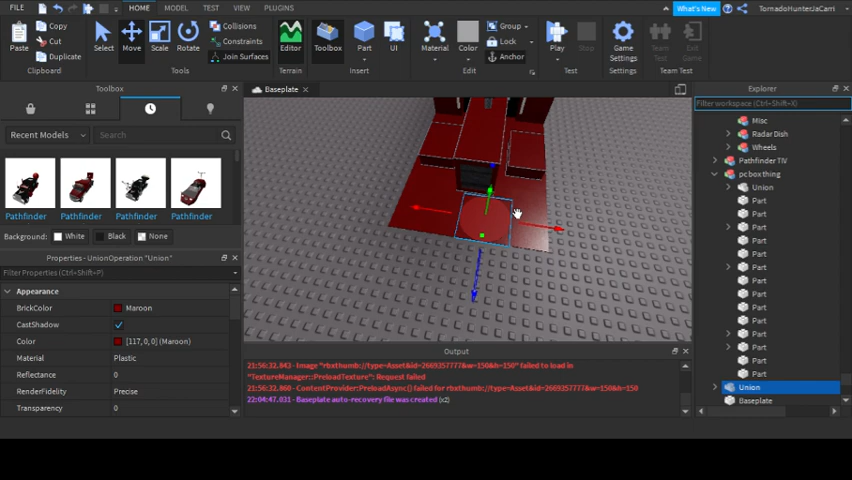 FILE HOME MODEL TEST VIEW PLUGINS What's New TornadoHunterJaCarri
Paste Copy Cut Duplicate
Select Move Scale Rotate Collisions Constraints Join Surfaces
Editor Toolbox Part UI Material Color Group Lock Anchor
Play Stop Game Settings Team Test Exit Game
Clipboard Tools Terrain Insert Edit Test Settings Team Test
Toolbox
Baseplate
Explorer
Filter workspace (Ctrl+Shift+X)
Recent Models Search
Pathfinder Pathfinder Pathfinder Pathfinder
Background: White Black None
Properties - UnionOperation "Union"
Filter Properties (Ctrl+Shift+P)
Appearance
BrickColor Maroon
CastShadow
Color [117, 0, 0] (Maroon)
Material Plastic
Reflectance 0
RenderFidelity Precise
Transparency 0
Output
21:56:32.843 - Image "rbxthumb://type=Asset&id=2669357777&w=150&h=150" failed to load in
"TextureManager::PreloadTexture": Request failed
21:56:32.860 - ContentProvider:PreloadAsync() failed for rbxthumb://type=Asset&id=2669357777&w=150&h=150
22:04:47.031 - Baseplate auto-recovery file was created (x2)
Misc
Radar Dish
Wheels
Pathfinder TIV
pc box thing
Union
Part
Part
Part
Part
Part
Part
Part
Part
Part
Part
Part
Part
Part
Part
Union
Baseplate